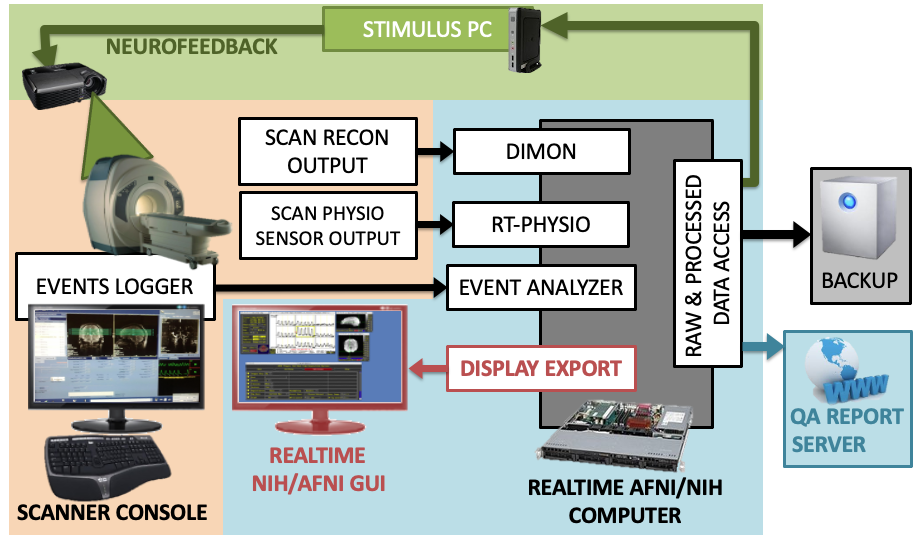 STIMULUS PC
NEUROFEEDBACK
SCAN RECON
OUTPUT
DIMON
SCAN PHYSIO
SENSOR OUTPUT
RT-PHYSIO
EVENTS LOGGER
EVENT ANALYZER
RAW & PROCESSED
DATA ACCESS
BACKUP
DISPLAY EXPORT
WWW
QA REPORT
SERVER
REALTIME
NIH/AFNI GUI
SCANNER CONSOLE
REALTIME AFNI/NIH
COMPUTER